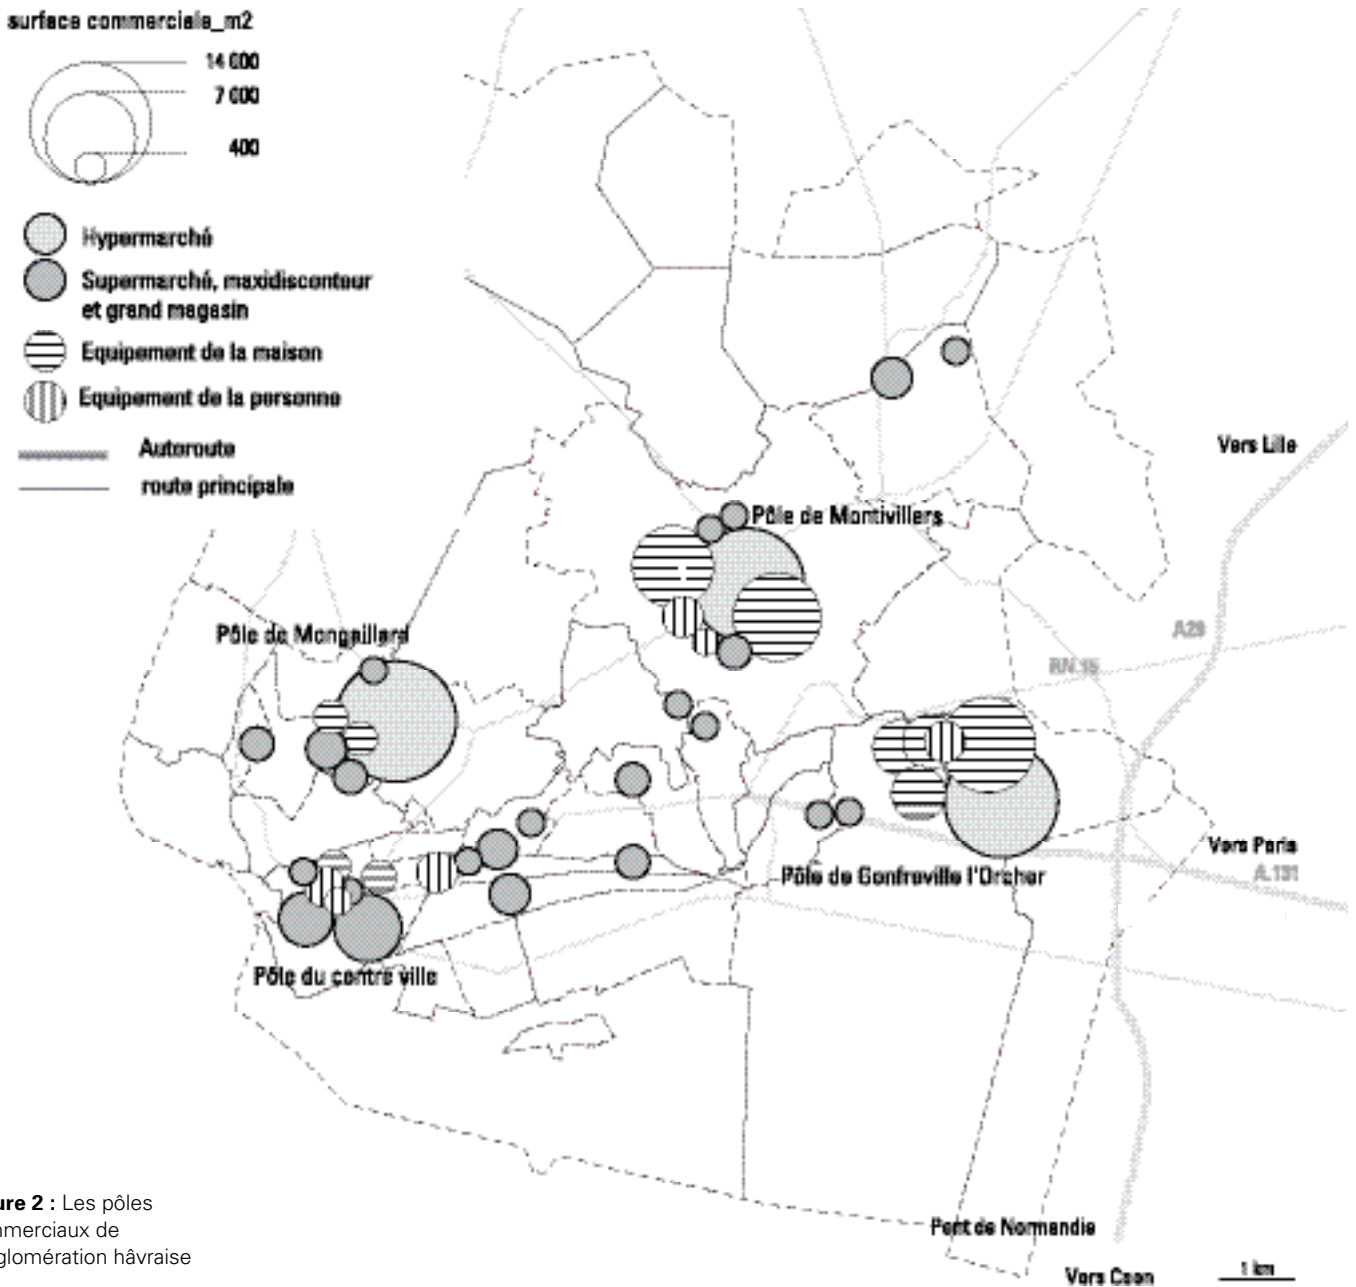 surface commerciale_m2
14 000
7 000
400
Hypermarché
Supermarché, maxidiscontour
et grand magasin
Equipement de la maison
Equipement de la personne
Autoroute
route principale
Vers Lille
Pôle de Montivillers
A29
Pôle de Mongaillard
RN 15
Vers Paris
A.131
Pôle de Gonfreville l'Orcher
Pôle du centre ville
ure 2 : Les pôles
nmerciaux de
glomération hâvraise
Pont de Normandie
Vers Caen
1 km